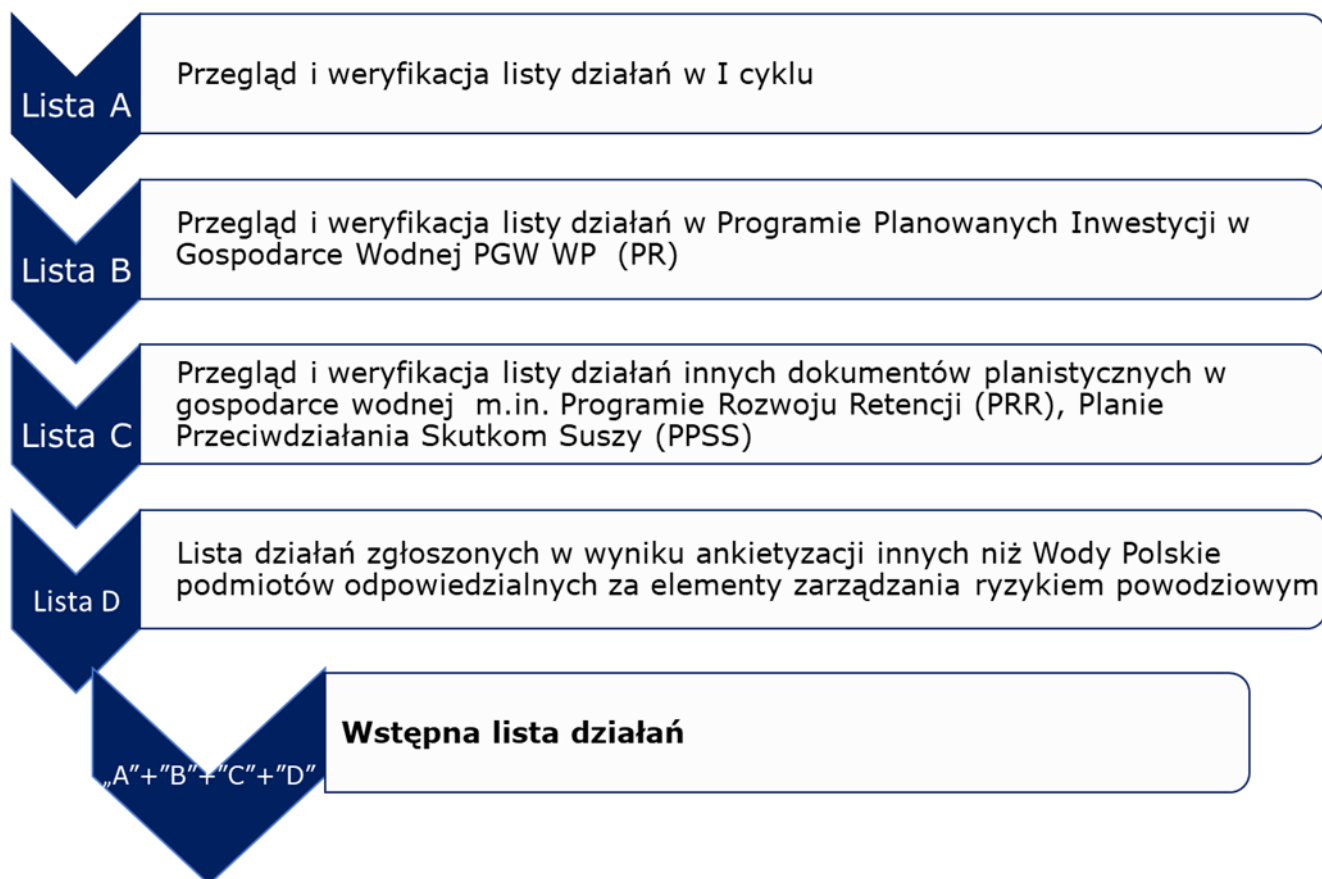 Lista A
Przegląd i weryfikacja listy działań w I cyklu
Lista B
Przegląd i weryfikacja listy działań w Programie Planowanych Inwestycji w
Gospodarce Wodnej PGW WP  (PR)
Lista C
Przegląd i weryfikacja listy działań innych dokumentów planistycznych w
gospodarce wodnej  m.in. Programie Rozwoju Retencji (PRR), Planie
Przeciwdziałania Skutkom Suszy (PPSS)
Lista D
Lista działań zgłoszonych w wyniku ankietyzacji innych niż Wody Polskie
podmiotów odpowiedzialnych za elementy zarządzania ryzykiem powodziowym
„A”+”B”+”C”+”D”
Wstępna lista działań